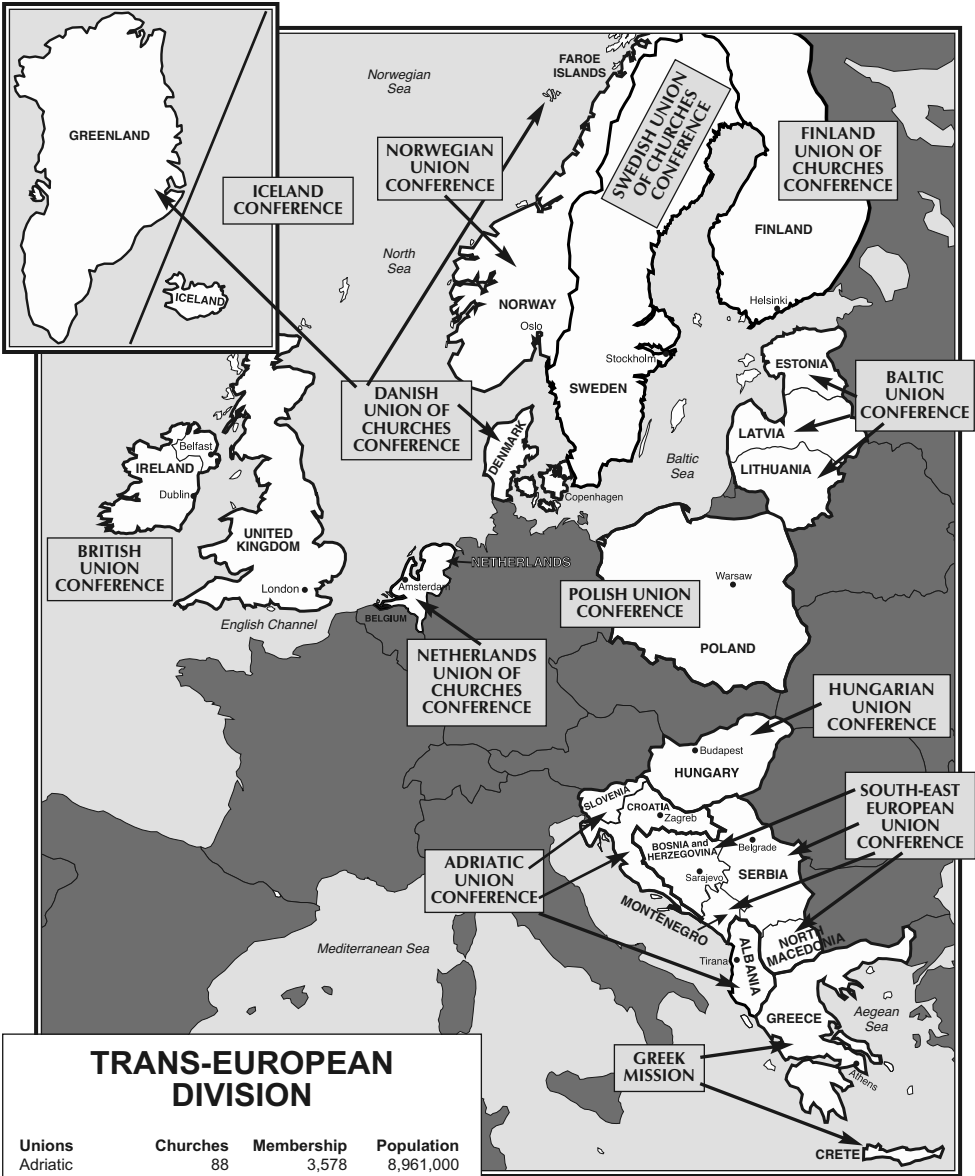 GREENLAND
ICELAND
CONFERENCE
ICELAND
Norwegian
Sea
FAROE
ISLANDS
NORWEGIAN
UNION
CONFERENCE
SWEDISH UNION
OF CHURCHES
CONFERENCE
FINLAND
UNION OF
CHURCHES
CONFERENCE
FINLAND
North
Sea
NORWAY
Oslo
Helsinki
Stockholm
SWEDEN
ESTONIA
BALTIC
UNION
CONFERENCE
DANISH
UNION OF
CHURCHES
CONFERENCE
DENMARK
LATVIA
LITHUANIA
Baltic
Sea
Belfast
IRELAND
Dublin
Copenhagen
UNITED
KINGDOM
BRITISH
UNION
CONFERENCE
London
English Channel
NETHERLANDS
Amsterdam
BELGIUM
Warsaw
POLISH UNION
CONFERENCE
POLAND
NETHERLANDS
UNION OF
CHURCHES
CONFERENCE
HUNGARIAN
UNION
CONFERENCE
Budapest
HUNGARY
SLOVENIA
CROATIA
Zagreb
SOUTH-EAST
EUROPEAN
UNION
CONFERENCE
BOSNIA and
HERZEGOVINA
Belgrade
Sarajevo
SERBIA
ADRIATIC
UNION
CONFERENCE
MONTENEGRO
NORTH
MACEDONIA
Mediterranean Sea
Tirana
ALBANIA
GREECE
Aegean
Sea
GREEK
MISSION
Athens
CRETE
TRANS-EUROPEAN
DIVISION
Unions Churches Membership Population
Adriatic 88 3,578 8,961,000